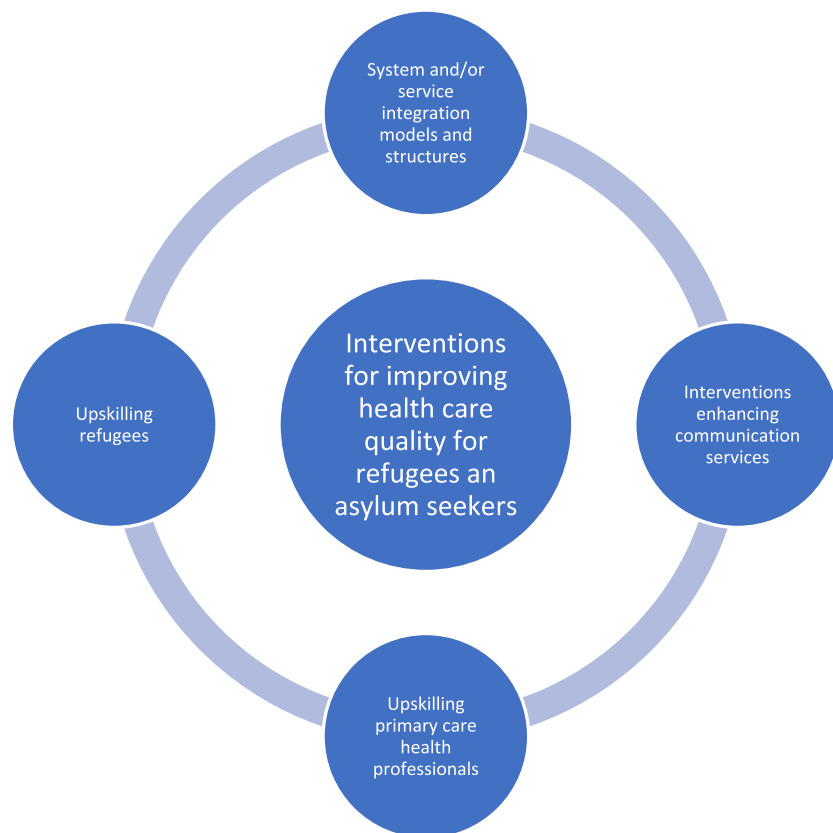 System and/or
service
integration
models and
structures
Interventions
for improving
health care
quality for
refugees an
asylum seekers
Upskilling
refugees
Interventions
enhancing
communication
services
Upskilling
primary care
health
professionals